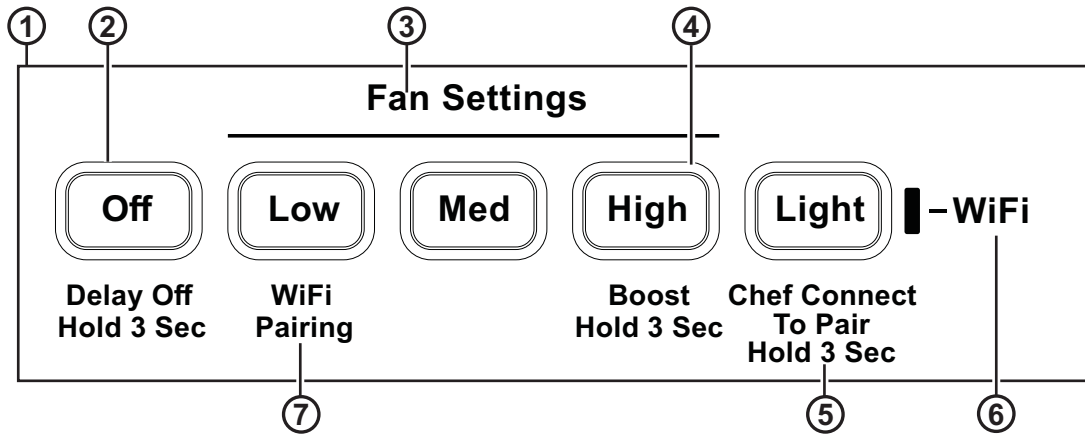 ① ② ③ ④
Fan Settings
Off Low Med High Light -WiFi
Delay Off
Hold 3 Sec
WiFi
Pairing
Boost
Hold 3 Sec
Chef Connect
To Pair
Hold 3 Sec
⑦ ⑤ ⑥